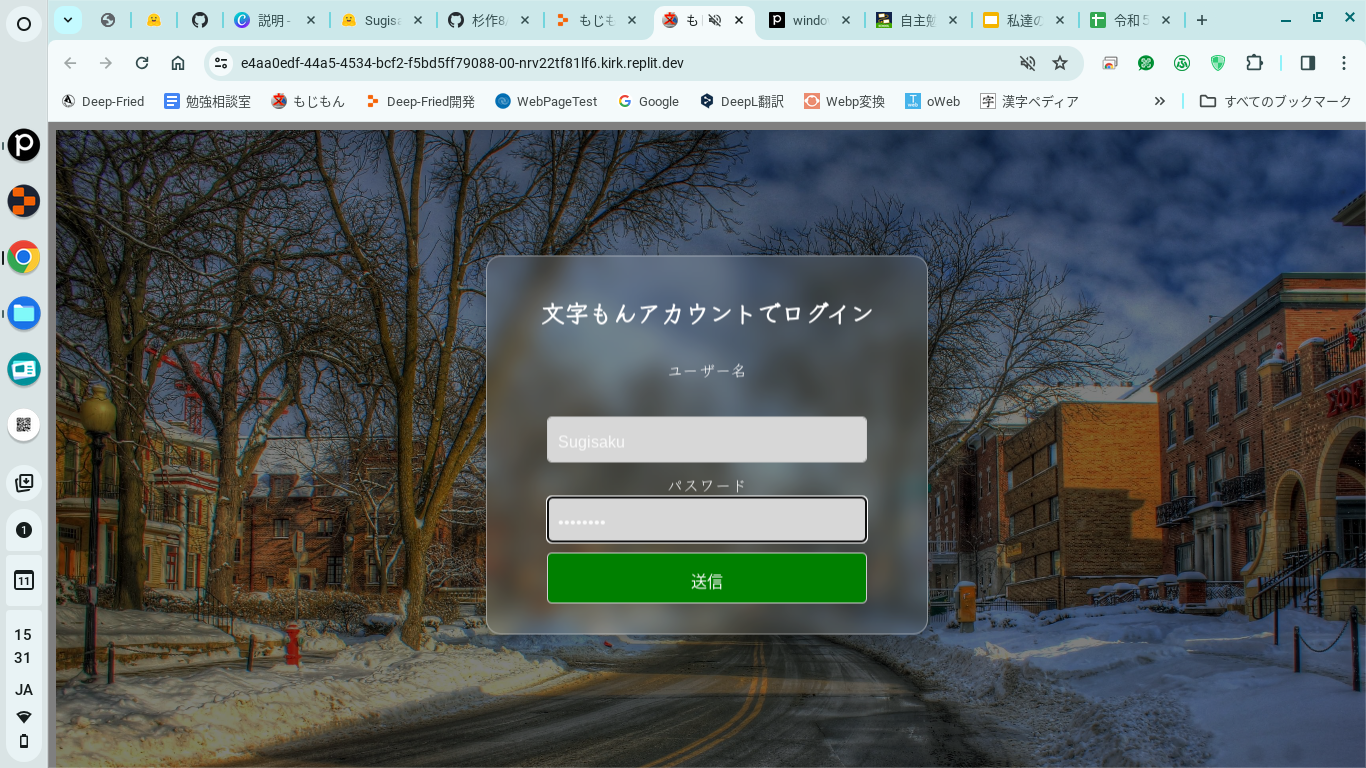 説明 -
Sugisa
杉作8/
もじも
も
windo
自主勉
私達の
令和５
e4aa0edf-44a5-4534-bcf2-f5bd5ff79088-00-nrv22tf81lf6.kirk.replit.dev
Deep-Fried
勉強相談室
もじもん
Deep-Fried開発
WebPageTest
Google
DeepL翻訳
Webp変換
oWeb
漢字ペディア
すべてのブックマーク
文字もんアカウントでログイン
ユーザー名
Sugisaku
パスワード
••••••••
送信
1
11
15
31
JA